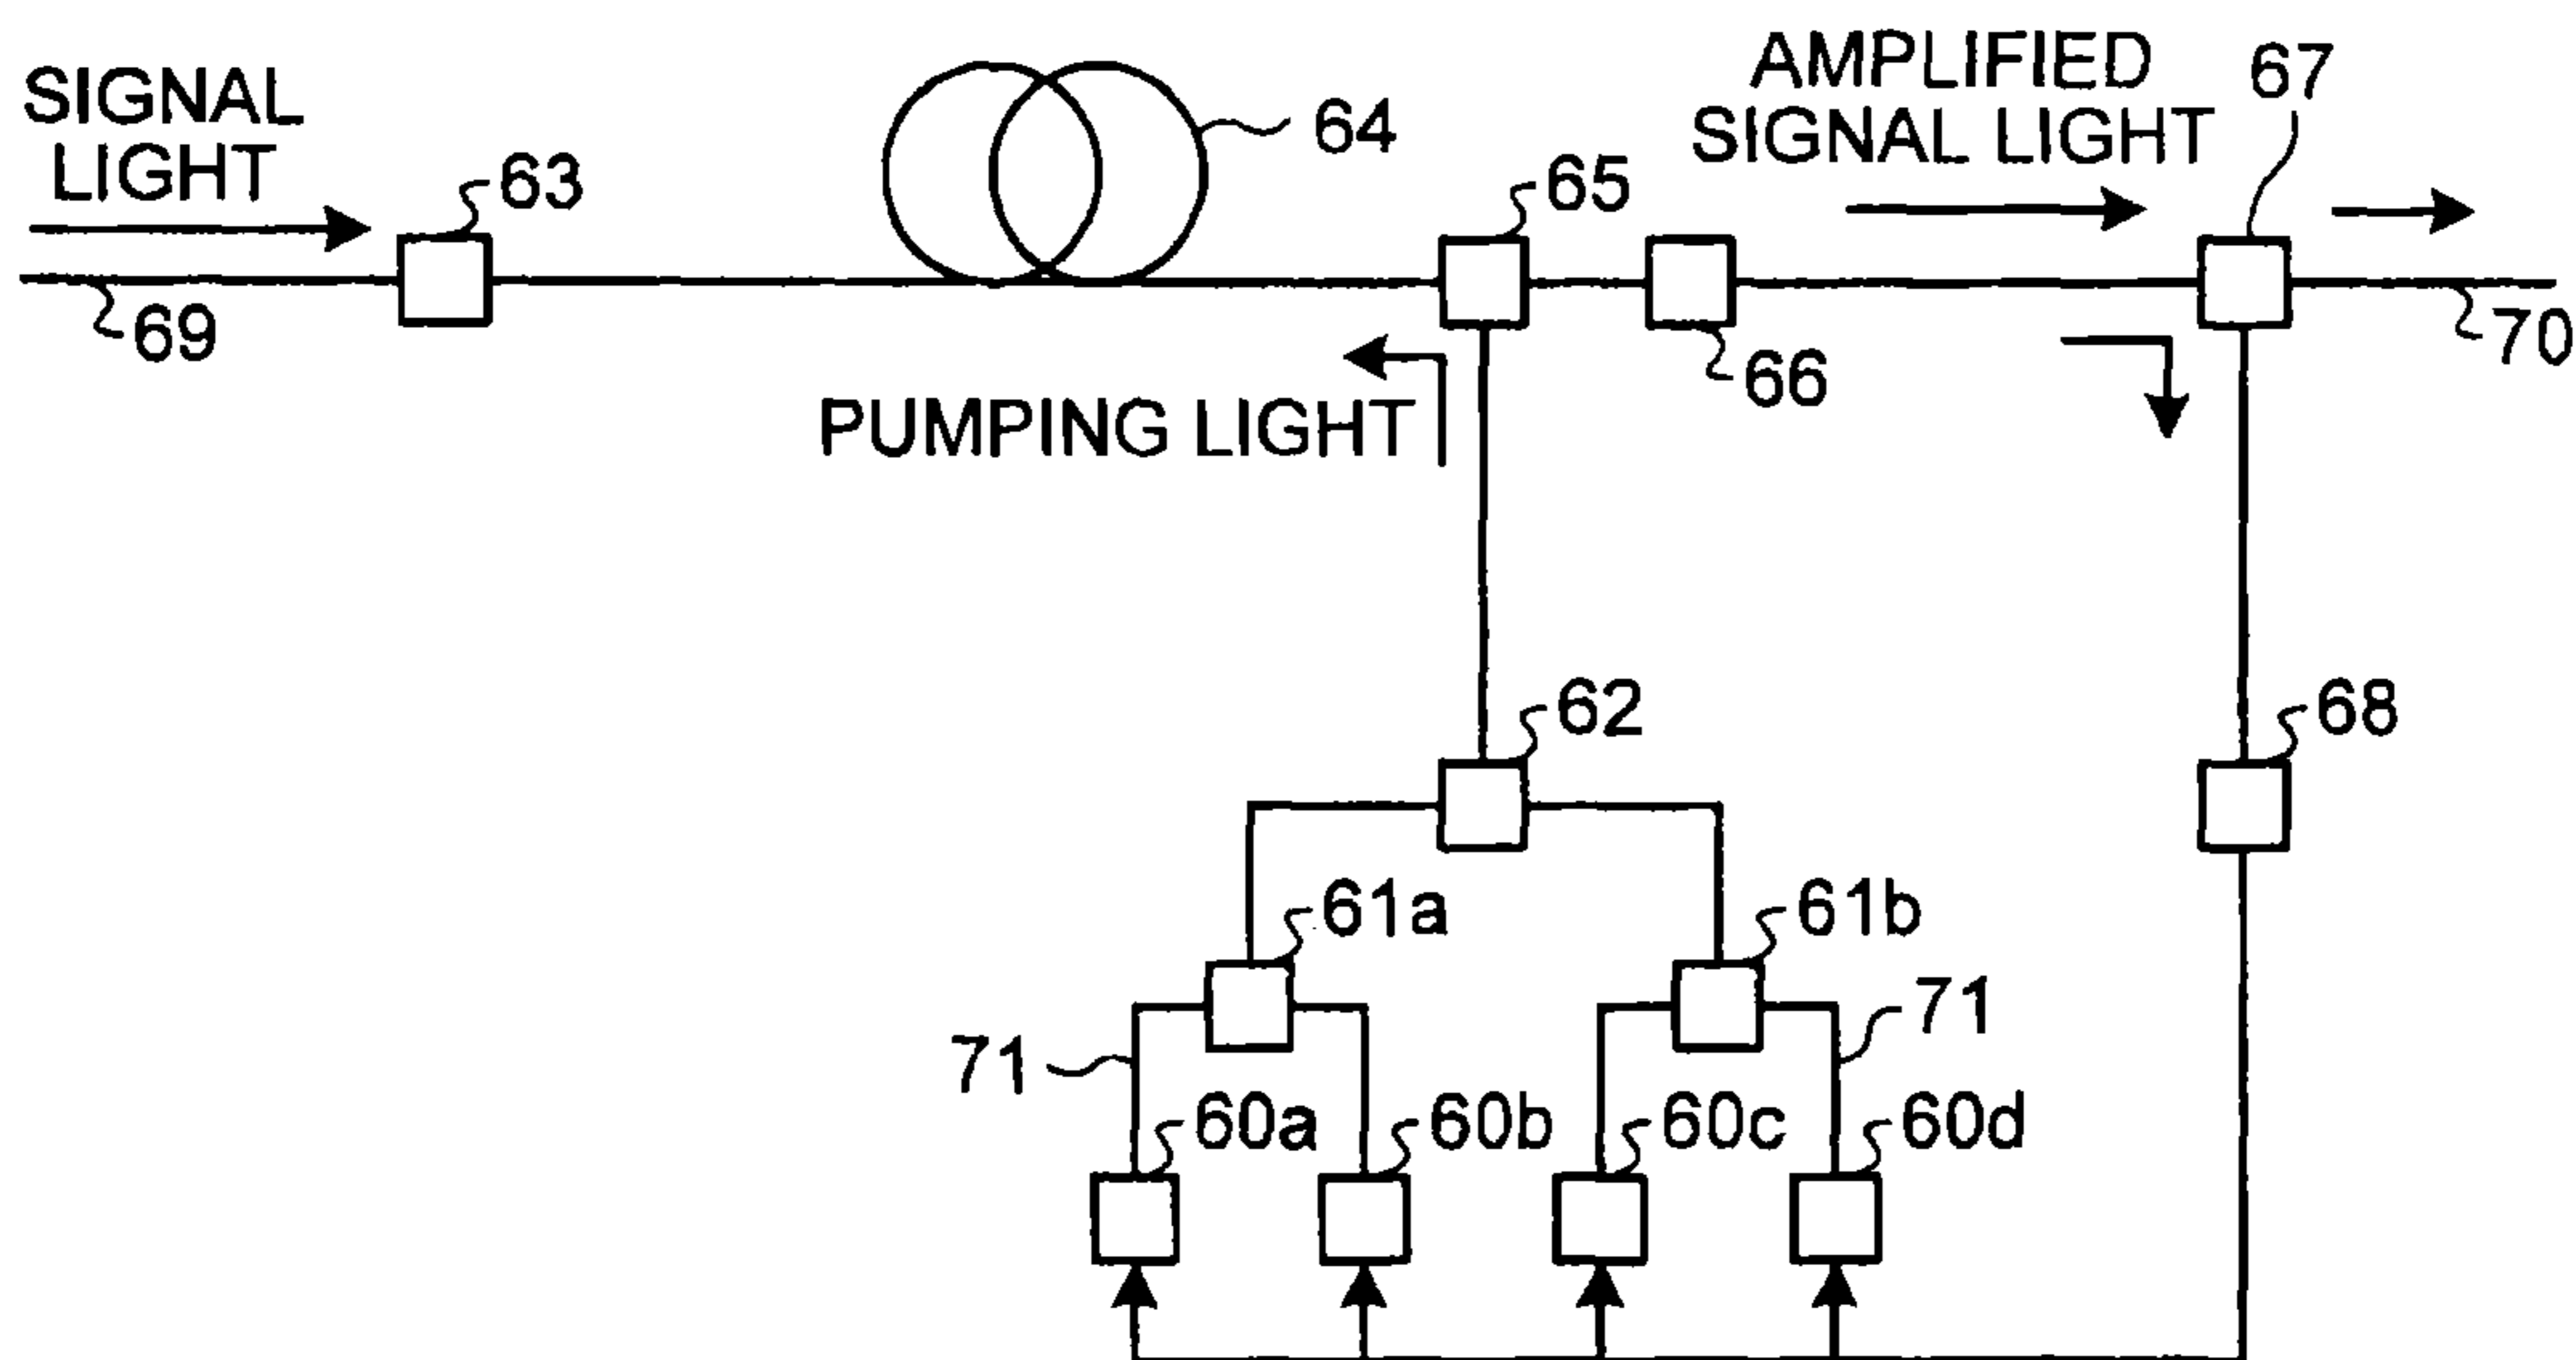 SIGNAL
LIGHT
AMPLIFIED
SIGNAL LIGHT
67
64
63
65
69
66
70
PUMPING LIGHT
62
68
61a
61b
71
71
60a
60b
60c
60d